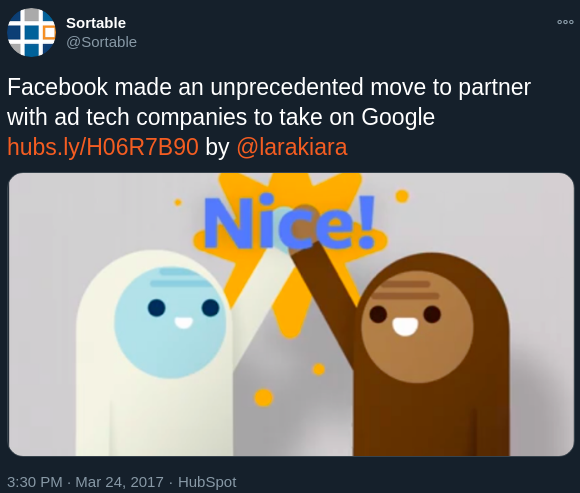 Sortable
@Sortable
Facebook made an unprecedented move to partner
with ad tech companies to take on Google
hubs.ly/H06R7B90 by @larakiara
Nice!
3:30 PM · Mar 24, 2017 · HubSpot